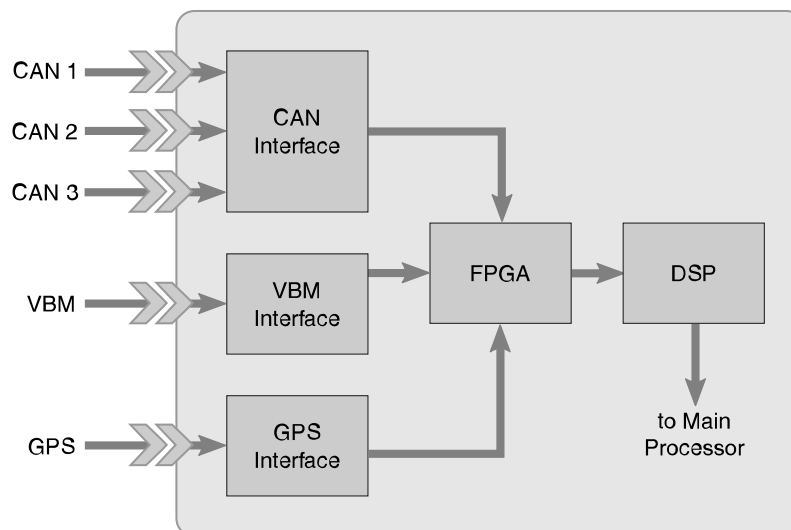 CAN 1
CAN 2
CAN 3
CAN
Interface
VBM
VBM
Interface
FPGA
DSP
GPS
GPS
Interface
to Main
Processor